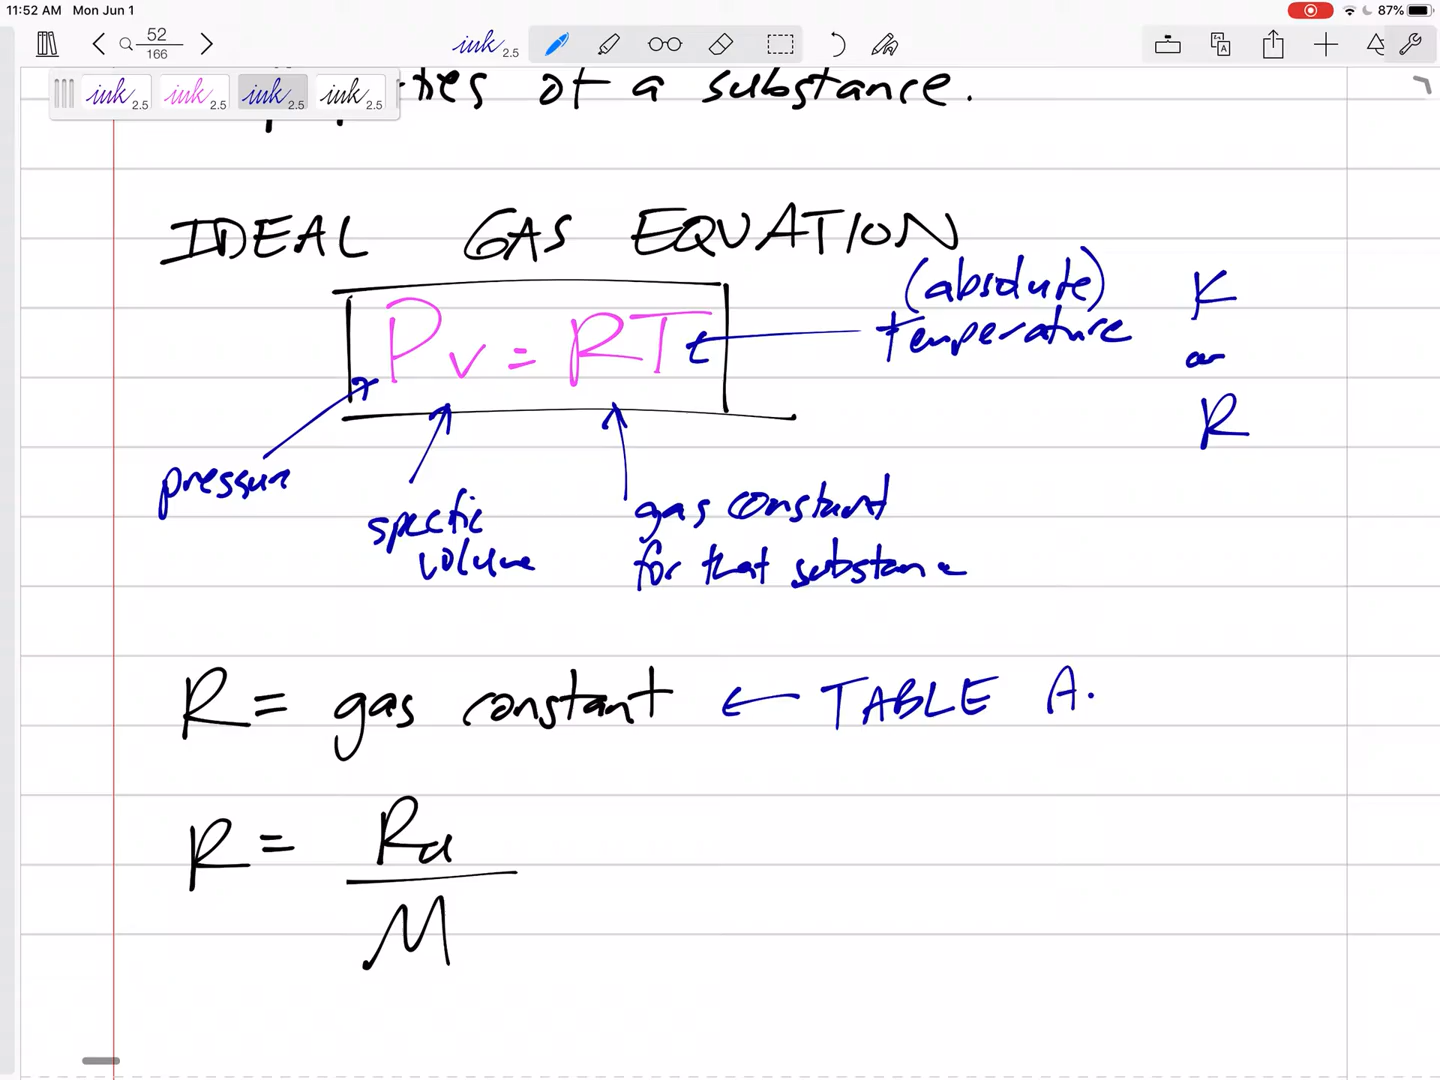 11:52 AM Mon Jun 1
87%
52
166
ink 2.5
ink 2.5 ink 2.5 ink 2.5 ink 2.5
ties of a substance.
IDEAL GAS EQUATION
(absolute)
temperature
K
or
R
Pv = RT
pressure
specific
volume
gas constant
for that substance
R = gas constant ← TABLE A.
R = Ru
M